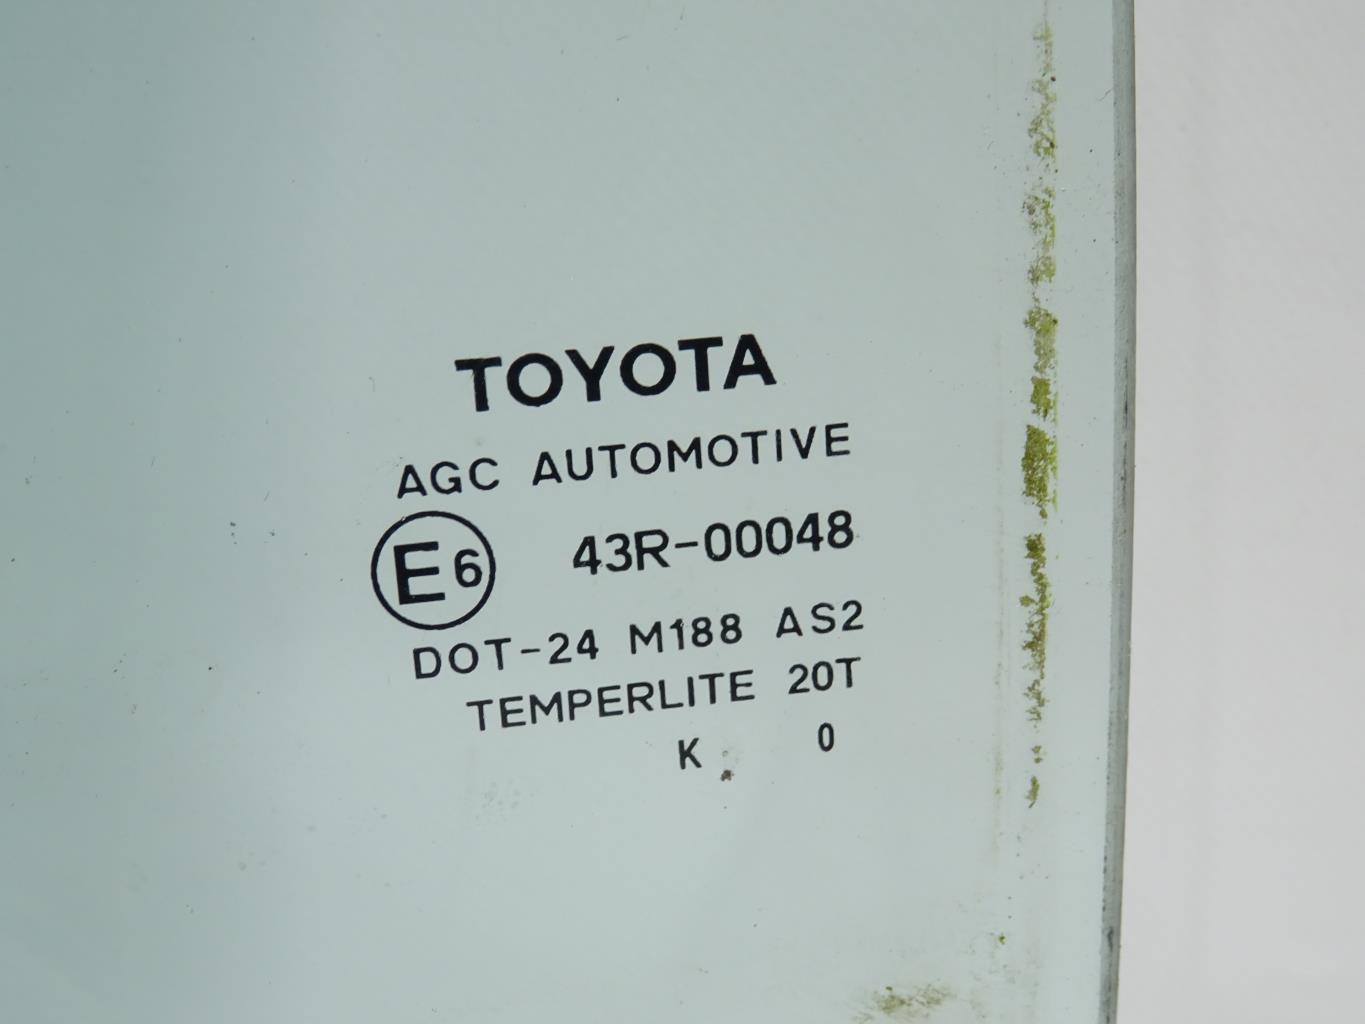 TOYOTA
AGC AUTOMOTIVE
E6 43R-00048
DOT-24 M188 AS2
TEMPERLITE 20T
K 0